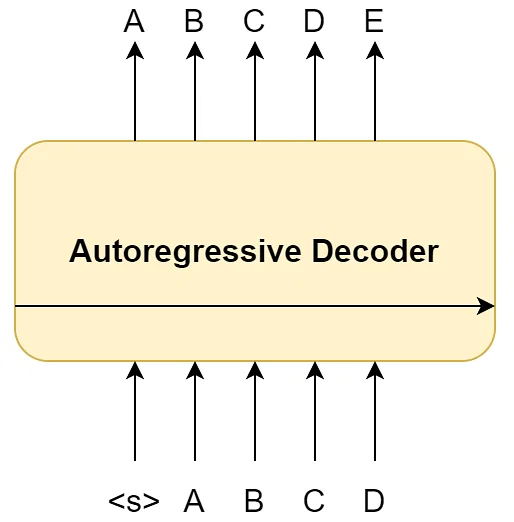 A B C D E
Autoregressive Decoder
<s> A B C D